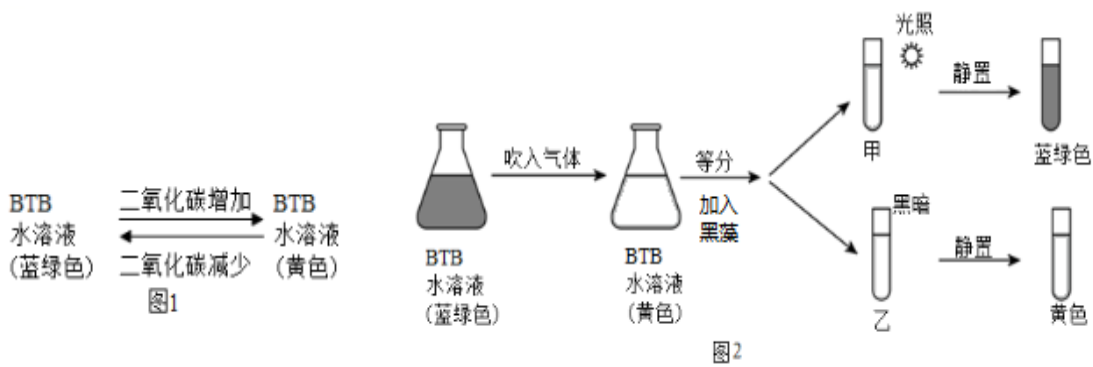 BTB
水溶液
(蓝绿色)
二氧化碳增加
二氧化碳减少
BTB
水溶液
(黄色)
图1
BTB
水溶液
(蓝绿色)
吹入气体
BTB
水溶液
(黄色)
等分
加入
黑藻
光照
甲
静置
蓝绿色
黑暗
乙
静置
黄色
图2